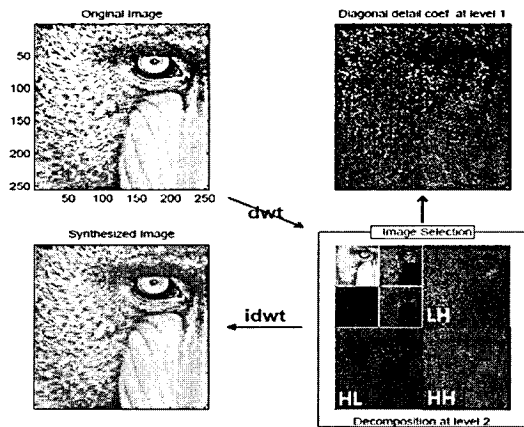 Original Image
Diagonal detail coef. at level 1
50
100
150
200
250
50 100 150 200 250
dwt
Synthesized Image
Image Selection
LH
idwt
HL
HH
Decomposition at level 2